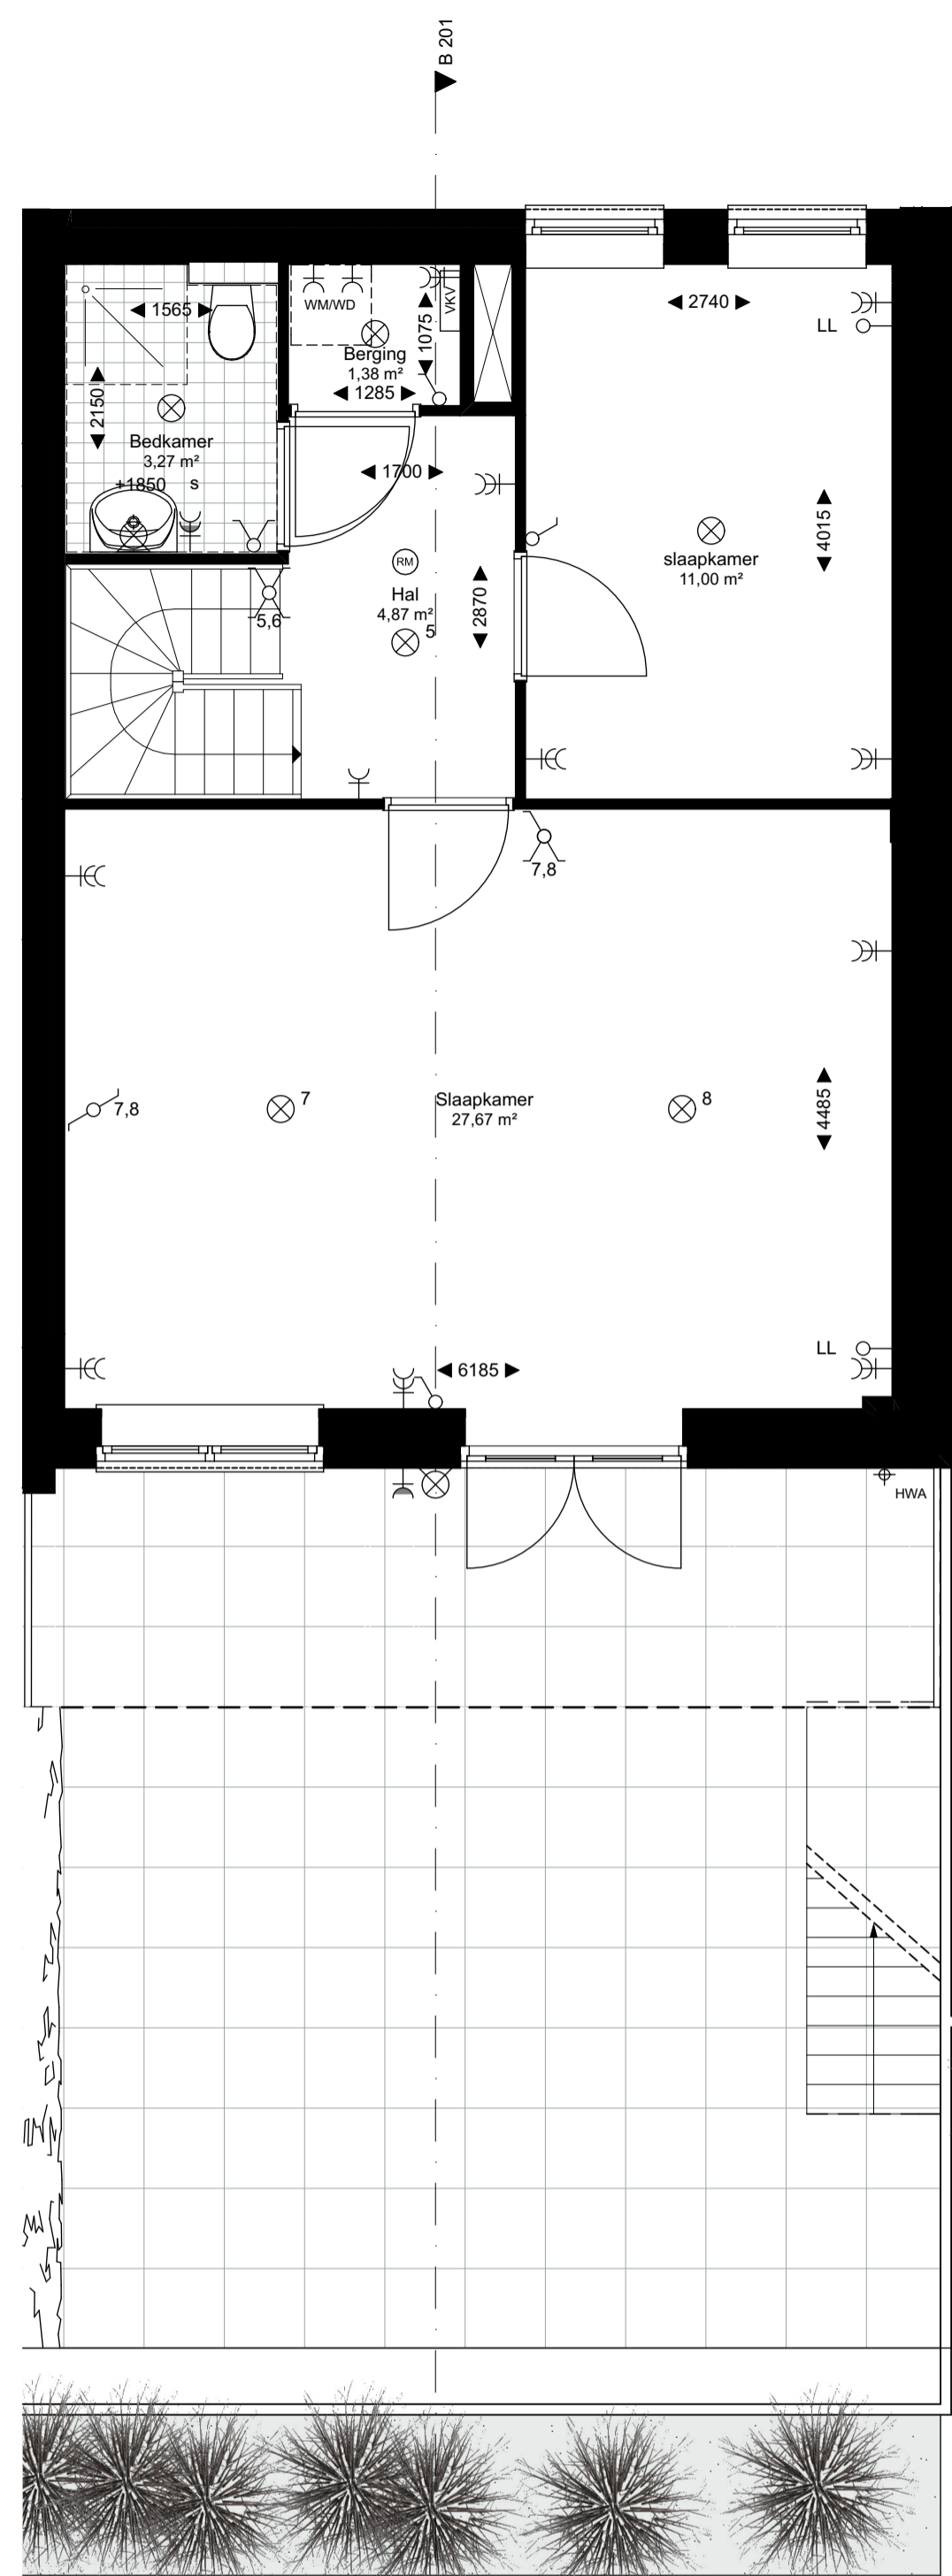 B 201
1565
WM/WD
VKV
1075
2740
LL
Berging
1,38 m²
1285
2150
Bedkamer
3,27 m²
+1850 s
1700
4015
slaapkamer
11,00 m²
RM
Hal
4,87 m²
5
2870
5,6
7,8
7,8
7
Slaapkamer
27,67 m²
8
4485
LL
6185
HWA